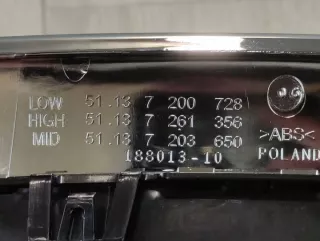 LOW 51.13 7 200 728
HIGH 51.13 7 261 356
MID 51.13 7 203 650
>ABS<
188013-10
POLAND